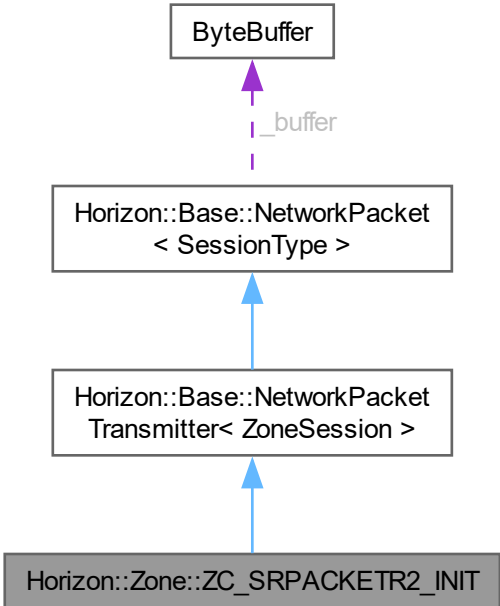 ByteBuffer
_buffer
Horizon::Base::NetworkPacket
< SessionType >
Horizon::Base::NetworkPacket
Transmitter< ZoneSession >
Horizon::Zone::ZC_SRPACKETR2_INIT